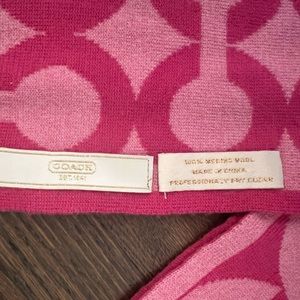 COACH
EST. 1941
100% MERINO WOOL
MADE IN CHINA
PROFESSIONALLY DRY CLEAN